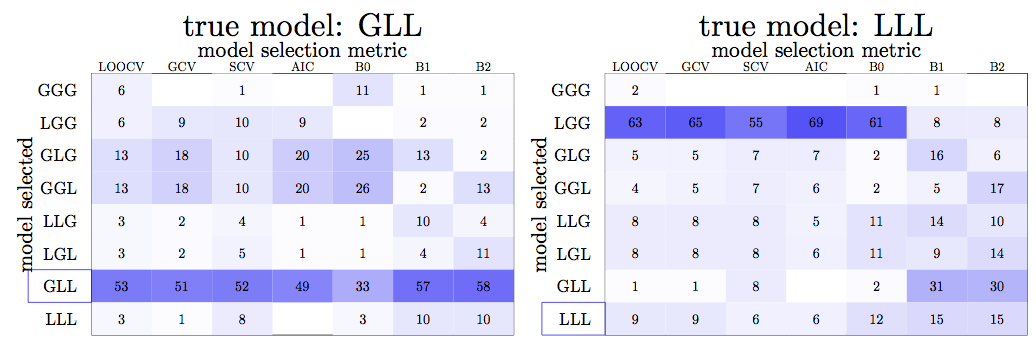 true model: GLL
model selection metric
LOOCV GCV SCV AIC B0 B1 B2
model selected
GGG 6 1 11 1 1
LGG 6 9 10 9 2 2
GLG 13 18 10 20 25 13 2
GGL 13 18 10 20 26 2 13
LLG 3 2 4 1 1 10 4
LGL 3 2 5 1 1 4 11
GLL 53 51 52 49 33 57 58
LLL 3 1 8 3 10 10
true model: LLL
model selection metric
LOOCV GCV SCV AIC B0 B1 B2
model selected
GGG 2 1 1
LGG 63 65 55 69 61 8 8
GLG 5 5 7 7 2 16 6
GGL 4 5 7 6 2 5 17
LLG 8 8 8 5 11 14 10
LGL 8 8 8 6 11 9 14
GLL 1 1 8 2 31 30
LLL 9 9 6 6 12 15 15